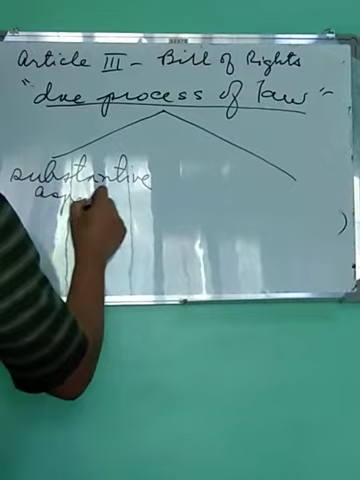 Article III - Bill of Rights
"due process of law"
substantive
asp
)